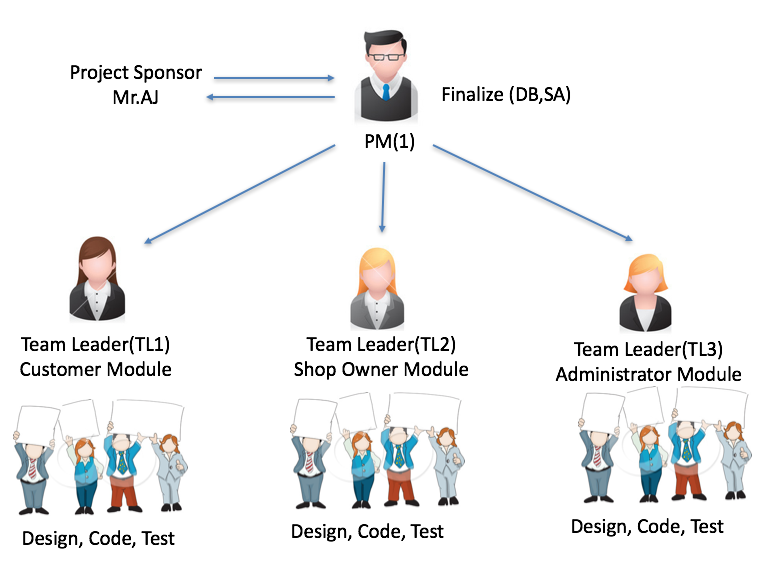 Project Sponsor
Mr.AJ
Finalize (DB,SA)
PM(1)
Team Leader(TL1)
Customer Module
Team Leader(TL2)
Shop Owner Module
Team Leader(TL3)
Administrator Module
Design, Code, Test
Design, Code, Test
Design, Code, Test